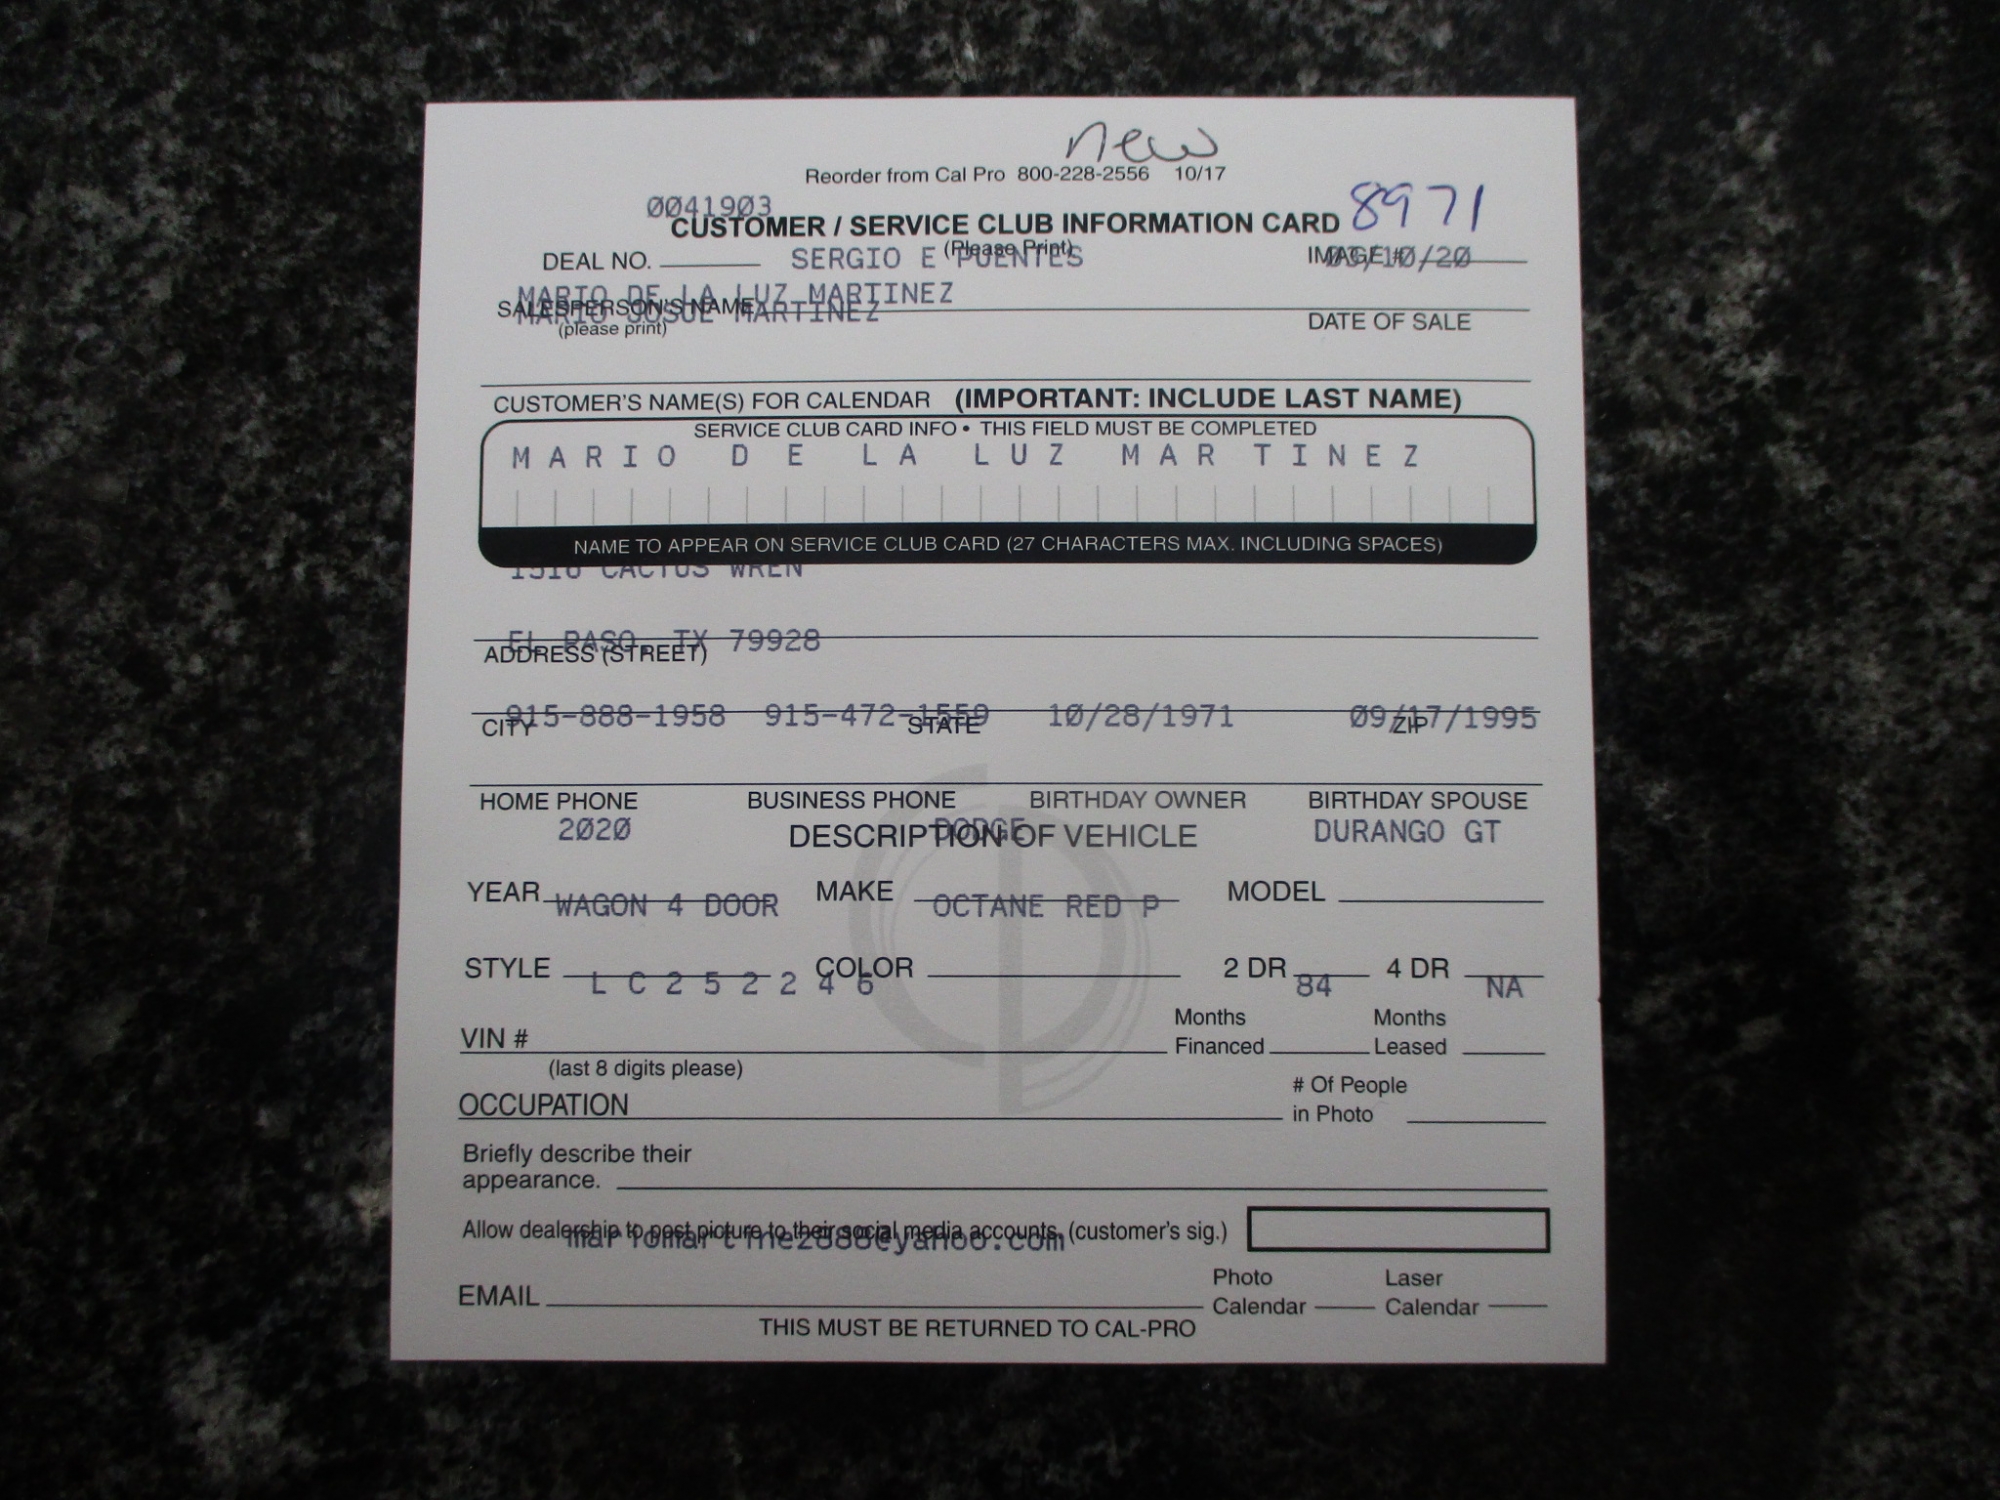 new
Reorder from Cal Pro 800-228-2556 10/17
0041903
CUSTOMER / SERVICE CLUB INFORMATION CARD 8971
(Please Print)
DEAL NO. SERGIO E PUENTES IMAGE # /10/20
MARIO DE LA LUZ MARTINEZ
SALESPERSON'S NAME DATE OF SALE
MARIO JOSUE MARTINEZ
(please print)
CUSTOMER'S NAME(S) FOR CALENDAR (IMPORTANT: INCLUDE LAST NAME)
SERVICE CLUB CARD INFO • THIS FIELD MUST BE COMPLETED
MARIO DE LA LUZ MARTINEZ
NAME TO APPEAR ON SERVICE CLUB CARD (27 CHARACTERS MAX. INCLUDING SPACES)
CACTUS WREN
EL PASO, TX 79928
ADDRESS (STREET)
915-888-1958 915-472-1559 10/28/1971 09/17/1995
CITY STATE ZIP
HOME PHONE BUSINESS PHONE BIRTHDAY OWNER BIRTHDAY SPOUSE
2020 DODGE DURANGO GT
DESCRIPTION OF VEHICLE
YEAR MAKE MODEL
WAGON 4 DOOR OCTANE RED P
STYLE COLOR 2 DR 4 DR
LC252246 84 NA
VIN # Months Financed Months Leased
(last 8 digits please)
OCCUPATION # Of People in Photo
Briefly describe their
appearance.
Allow dealership to post picture to their social media accounts. (customer's sig.)
EMAIL Photo Calendar Laser Calendar
THIS MUST BE RETURNED TO CAL-PRO